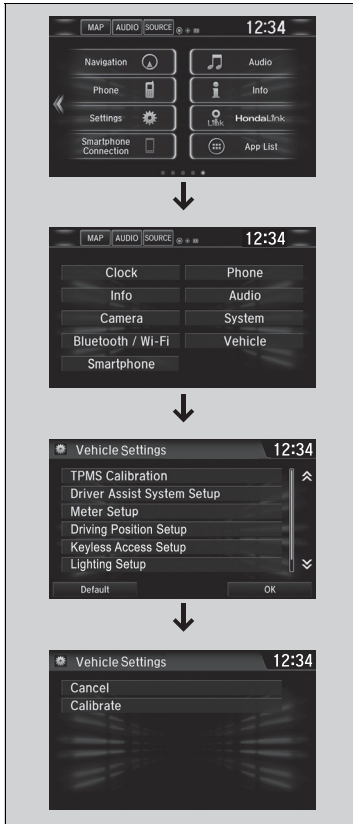 MAP AUDIO SOURCE 12:34
Navigation Audio
Phone Info
Settings Link HondaLink
Smartphone
Connection App List
MAP AUDIO SOURCE 12:34
Clock Phone
Info Audio
Camera System
Bluetooth / Wi-Fi Vehicle
Smartphone
Vehicle Settings 12:34
TPMS Calibration
Driver Assist System Setup
Meter Setup
Driving Position Setup
Keyless Access Setup
Lighting Setup
Default OK
Vehicle Settings 12:34
Cancel
Calibrate